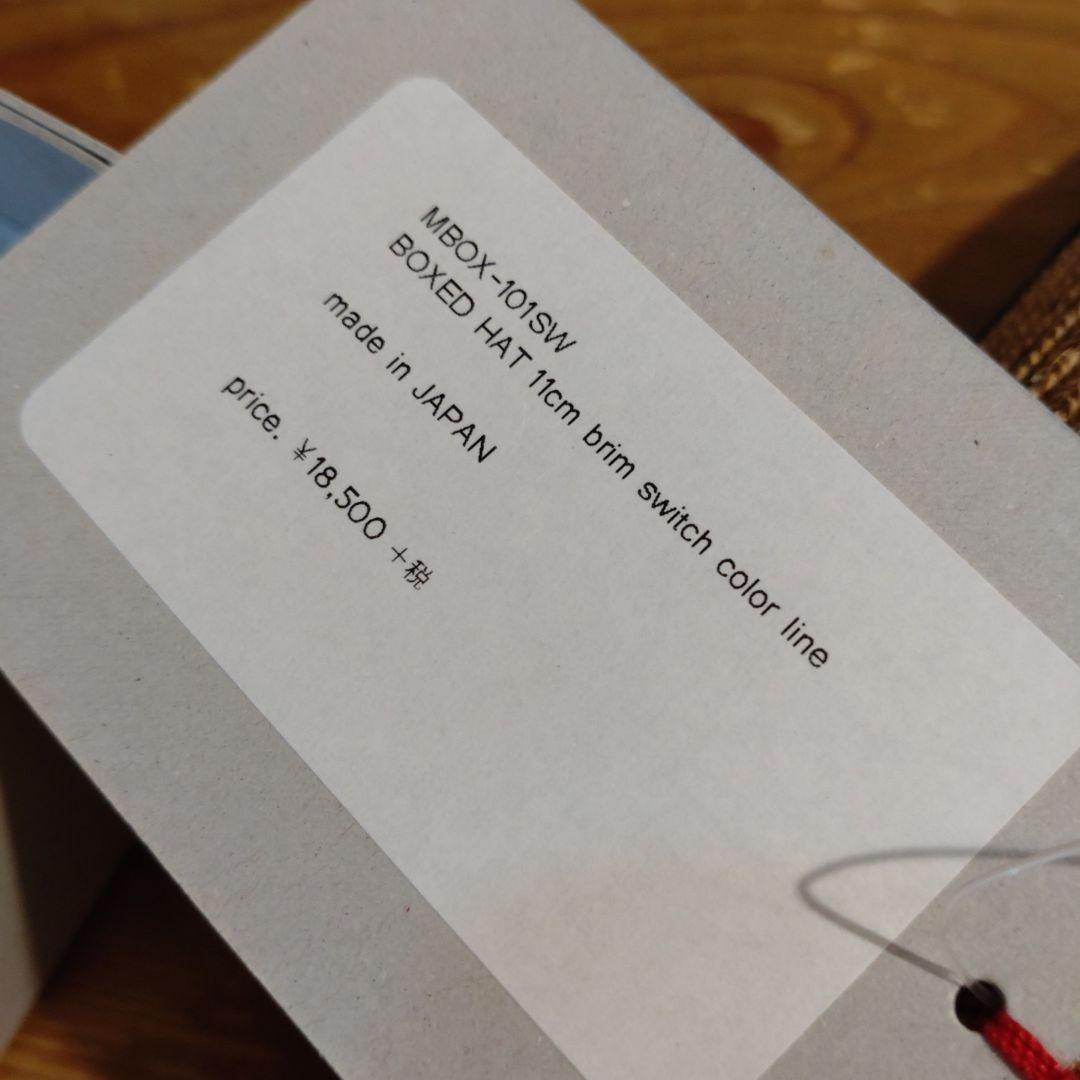 MBOX-101SW
BOXED HAT 11cm brim switch color line
made in JAPAN
price. ¥18,500 +税